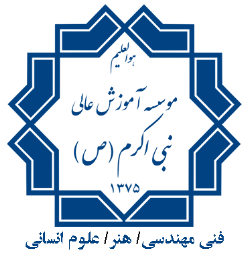 هوالعلیم
موسسه آموزش عالی
نبی اکرم (ص)
۱۳۷۵
فنی مهندسی/ هنر/ علوم انسانی